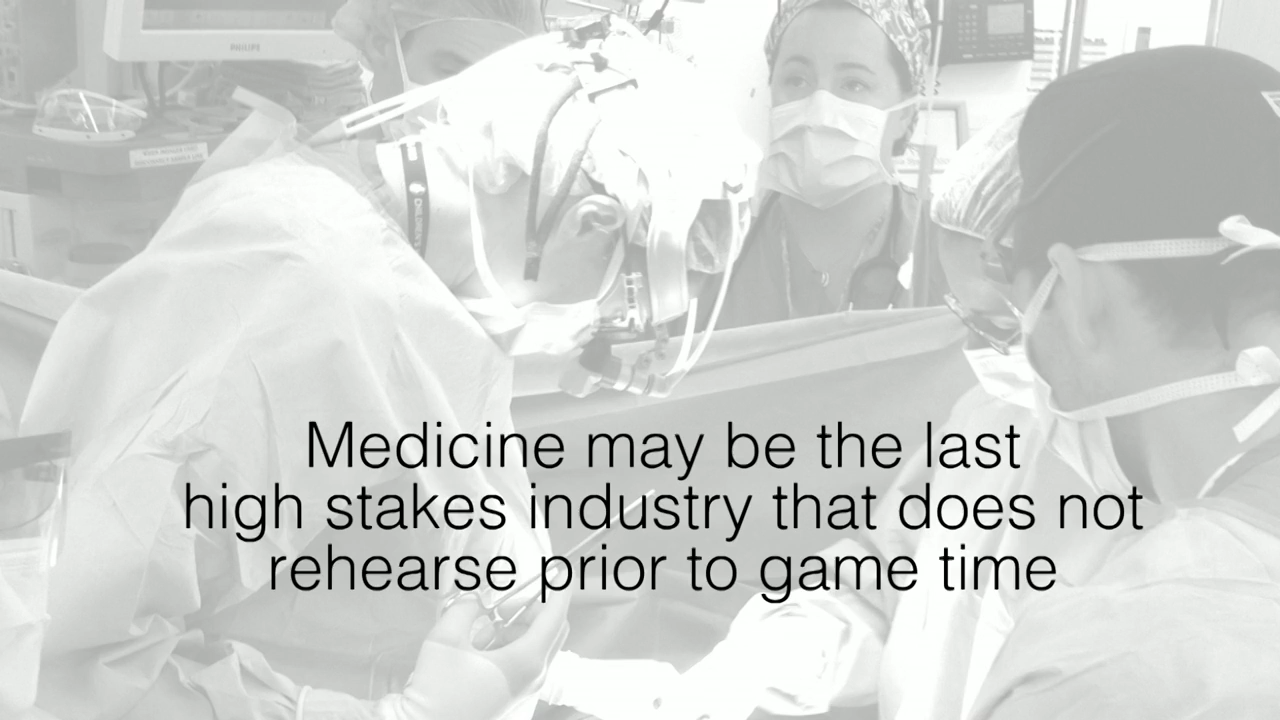 PHILIPS
Medicine may be the last
high stakes industry that does not
rehearse prior to game time